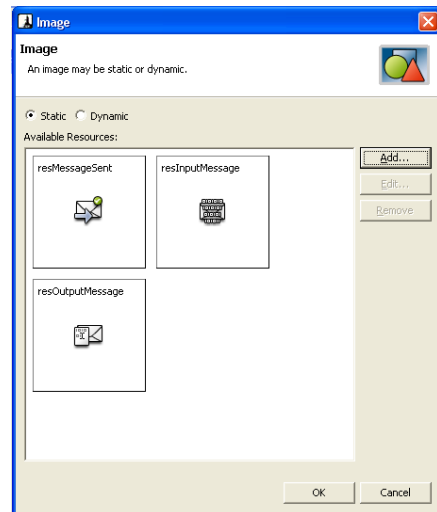 Image
Image
An image may be static or dynamic.
Static Dynamic
Available Resources:
resMessageSent resInputMessage
resOutputMessage
Add...
Edit...
Remove
OK Cancel